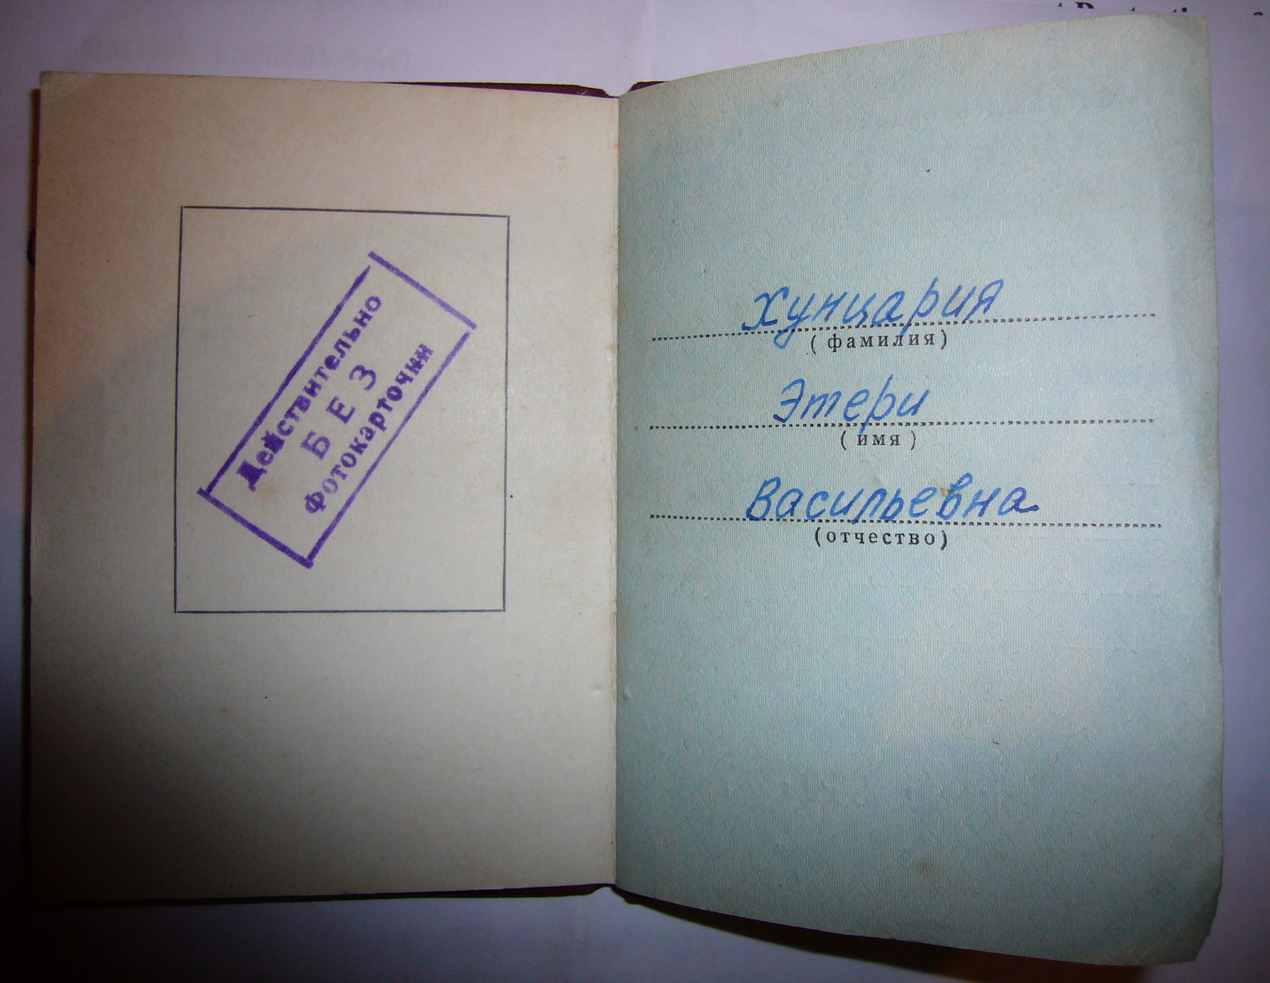 Действительно
БЕЗ
Фотокарточки
Хунцария
(фамилия)
Этери
(имя)
Васильевна
(отчество)